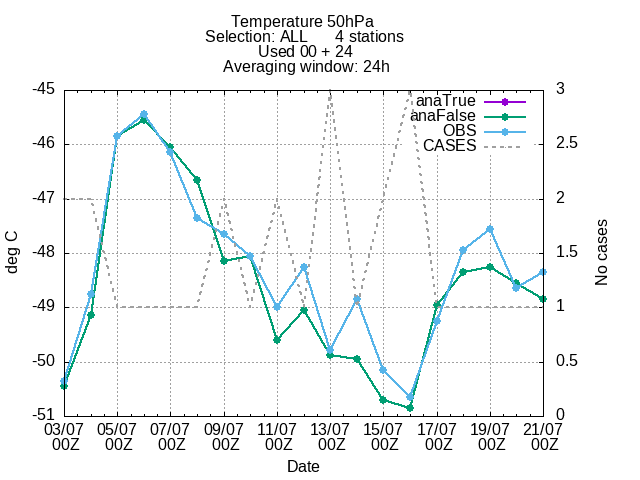 Temperature 50hPa
Selection: ALL 4 stations
Used 00 + 24
Averaging window: 24h
anaTrue
anaFalse
OBS
CASES
deg C
-45
-46
-47
-48
-49
-50
-51
3
2.5
2
1.5
1
0.5
0
No cases
03/07 05/07 07/07 09/07 11/07 13/07 15/07 17/07 19/07 21/07
00Z 00Z 00Z 00Z 00Z 00Z 00Z 00Z 00Z 00Z
Date